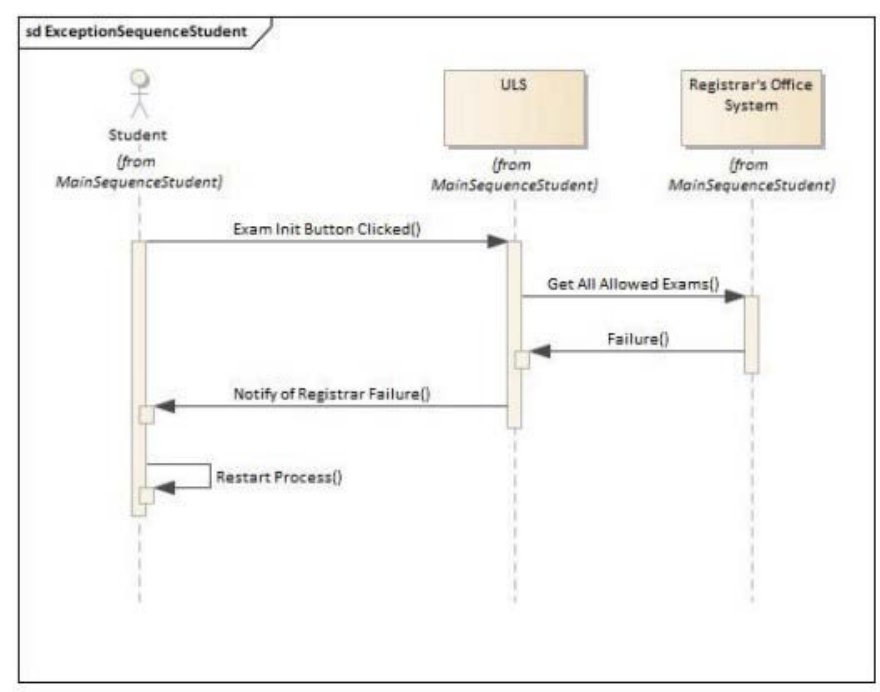 sd ExceptionSequenceStudent
Student
(from
MainSequenceStudent)
ULS
(from
MainSequenceStudent)
Registrar's Office
System
(from
MainSequenceStudent)
Exam Init Button Clicked()
Get All Allowed Exams()
Failure()
Notify of Registrar Failure()
Restart Process()